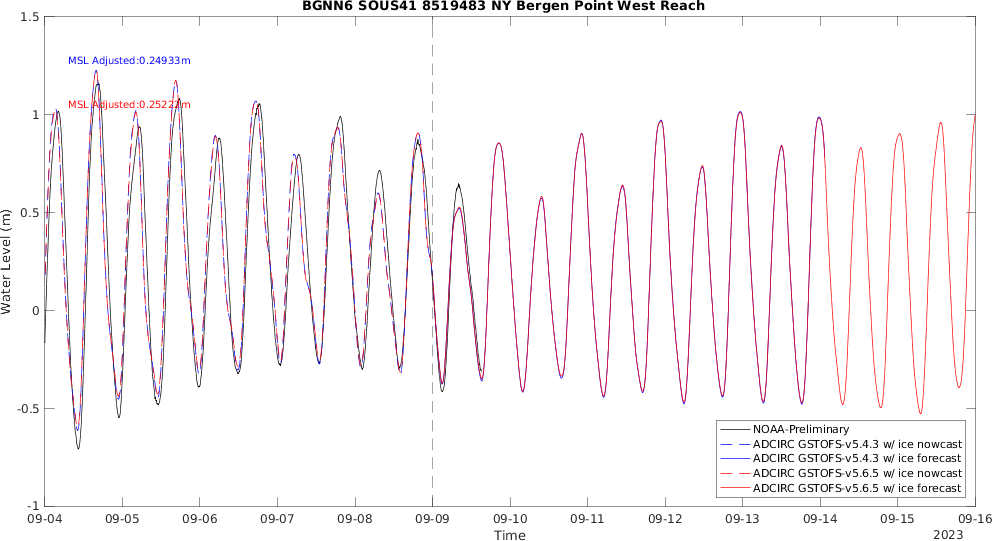 BGNN6 SOUS41 8519483 NY Bergen Point West Reach
MSL Adjusted:0.24933m
MSL Adjusted:0.2522
1.5
1
0.5
0
-0.5
-1
Water Level (m)
NOAA-Preliminary
ADCIRC GSTOFS-v5.4.3 w/ ice nowcast
ADCIRC GSTOFS-v5.4.3 w/ ice forecast
ADCIRC GSTOFS-v5.6.5 w/ ice nowcast
ADCIRC GSTOFS-v5.6.5 w/ ice forecast
09-04 09-05 09-06 09-07 09-08 09-09 09-10 09-11 09-12 09-13 09-14 09-15 09-16
Time
2023